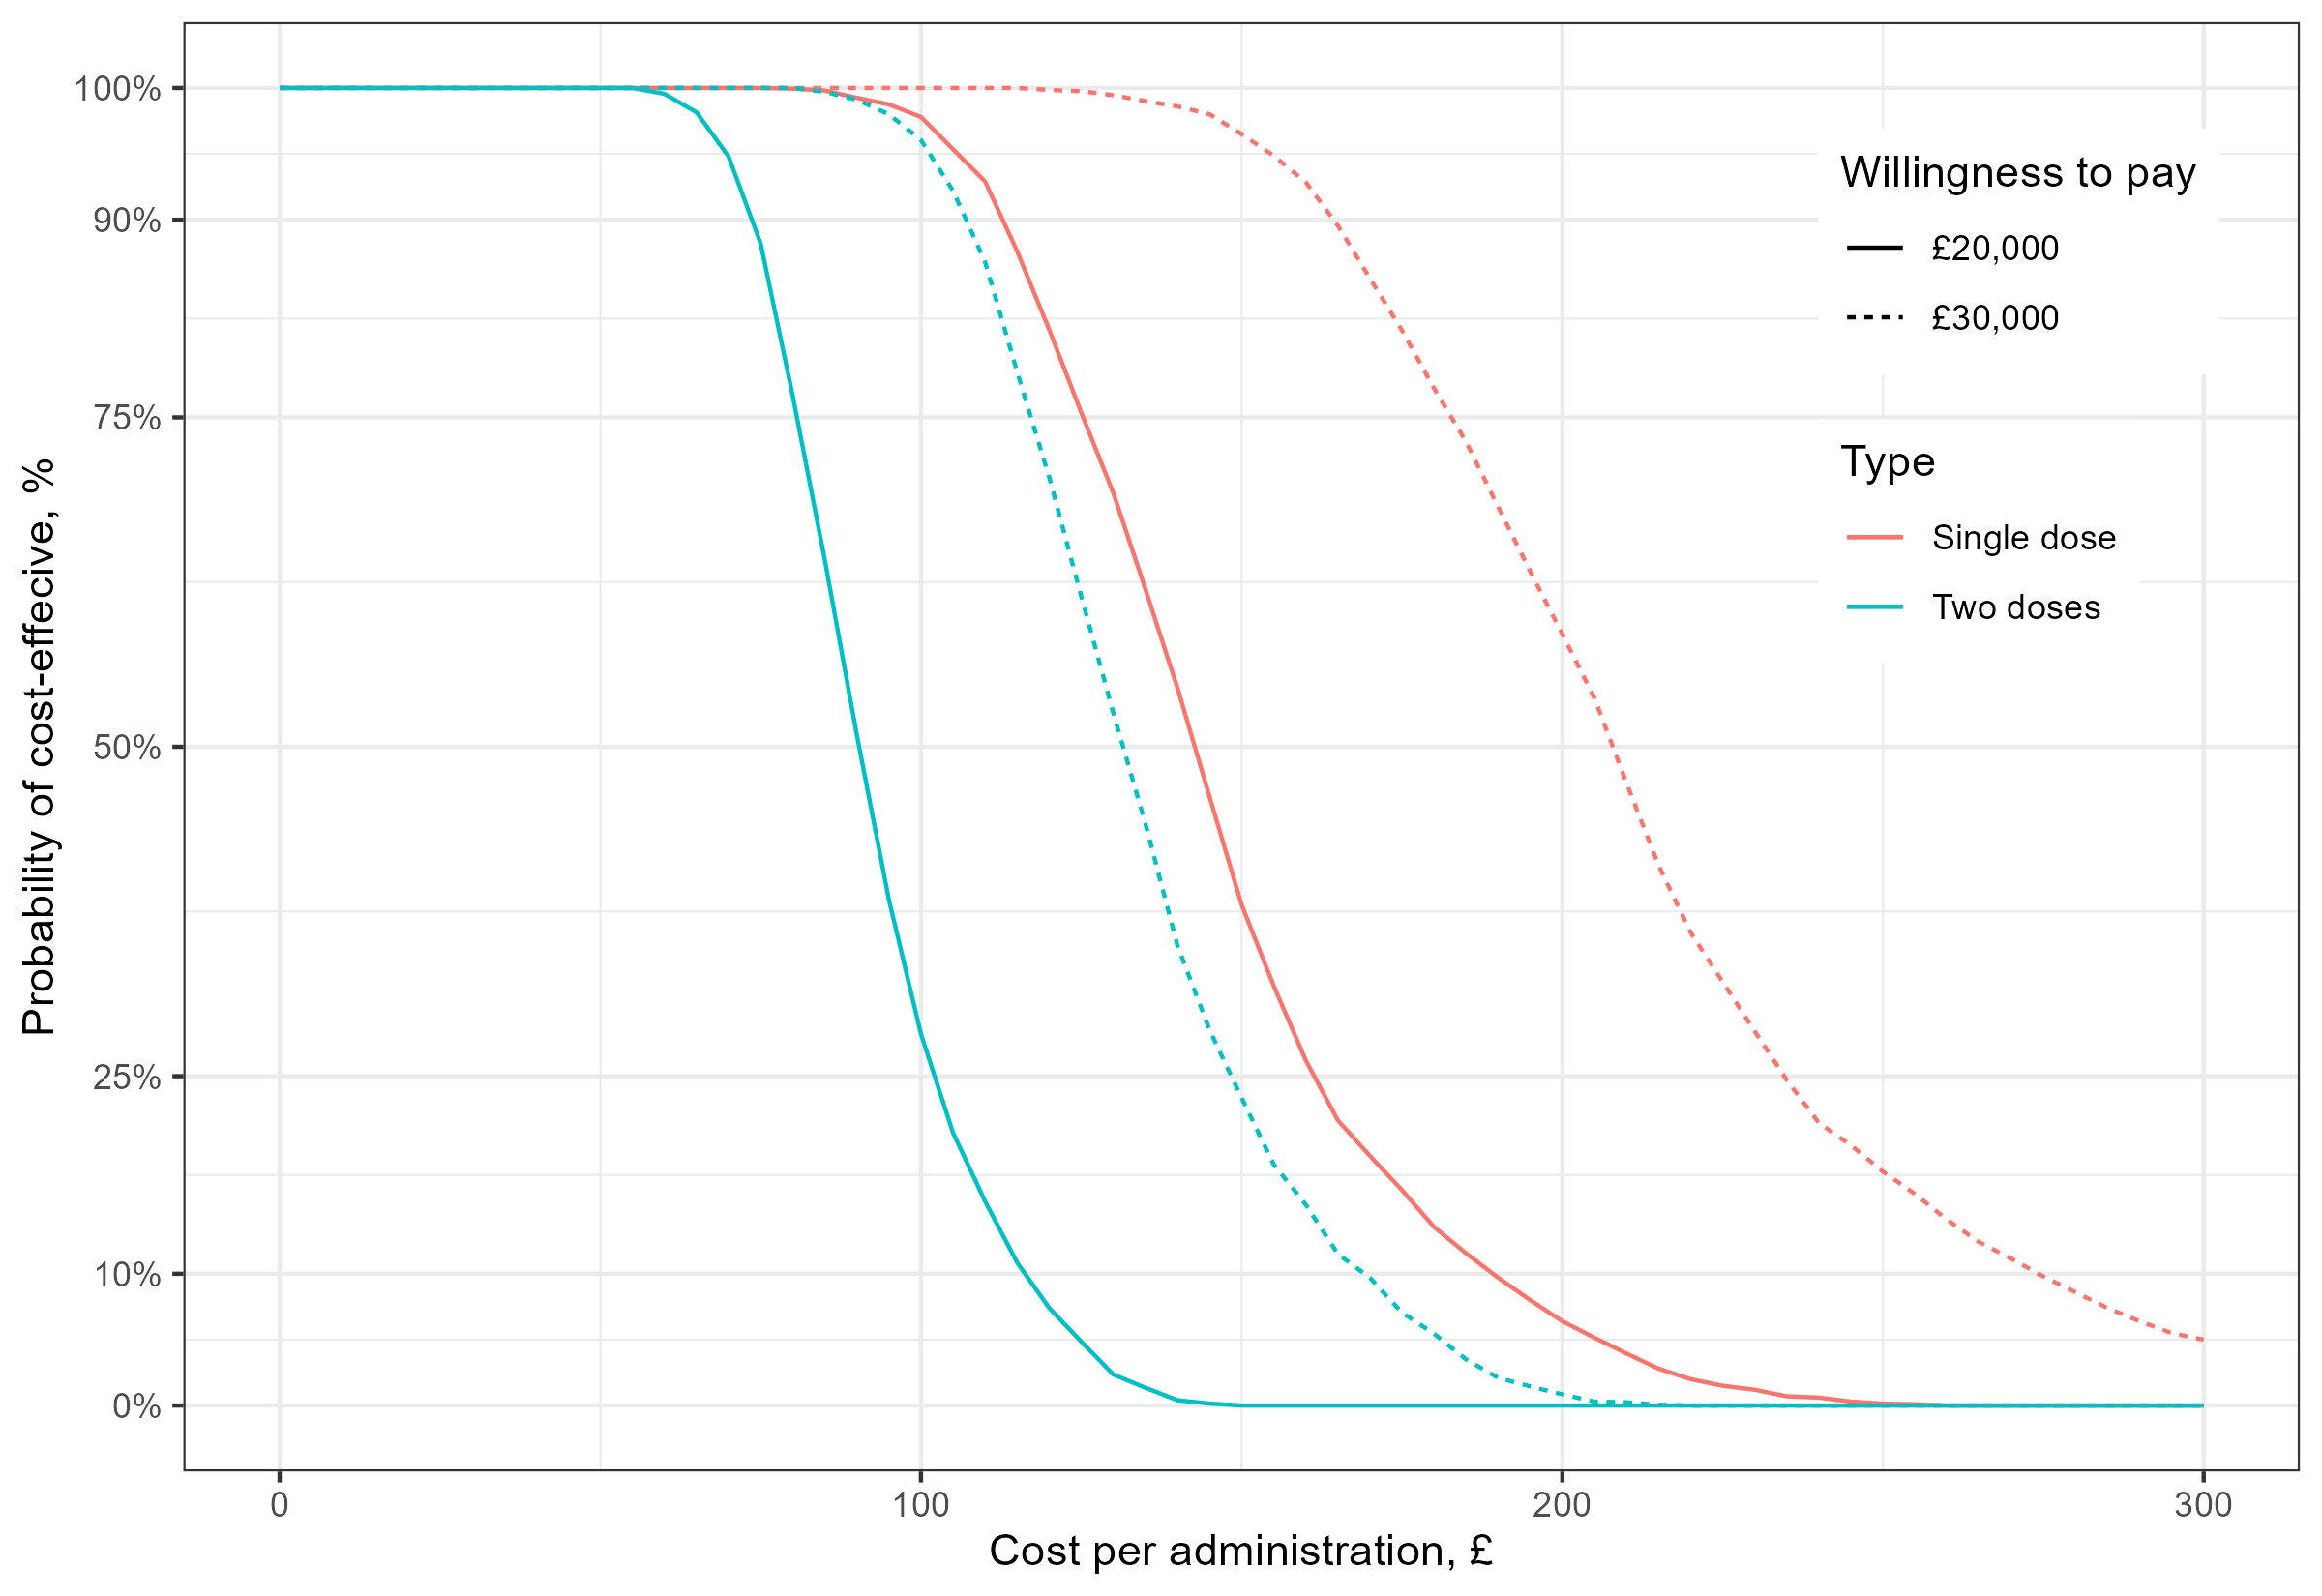 Probability of cost-effecive, %
100%
90%
75%
50%
25%
10%
0%
Willingness to pay
£20,000
£30,000
Type
Single dose
Two doses
0 100 200 300
Cost per administration, £